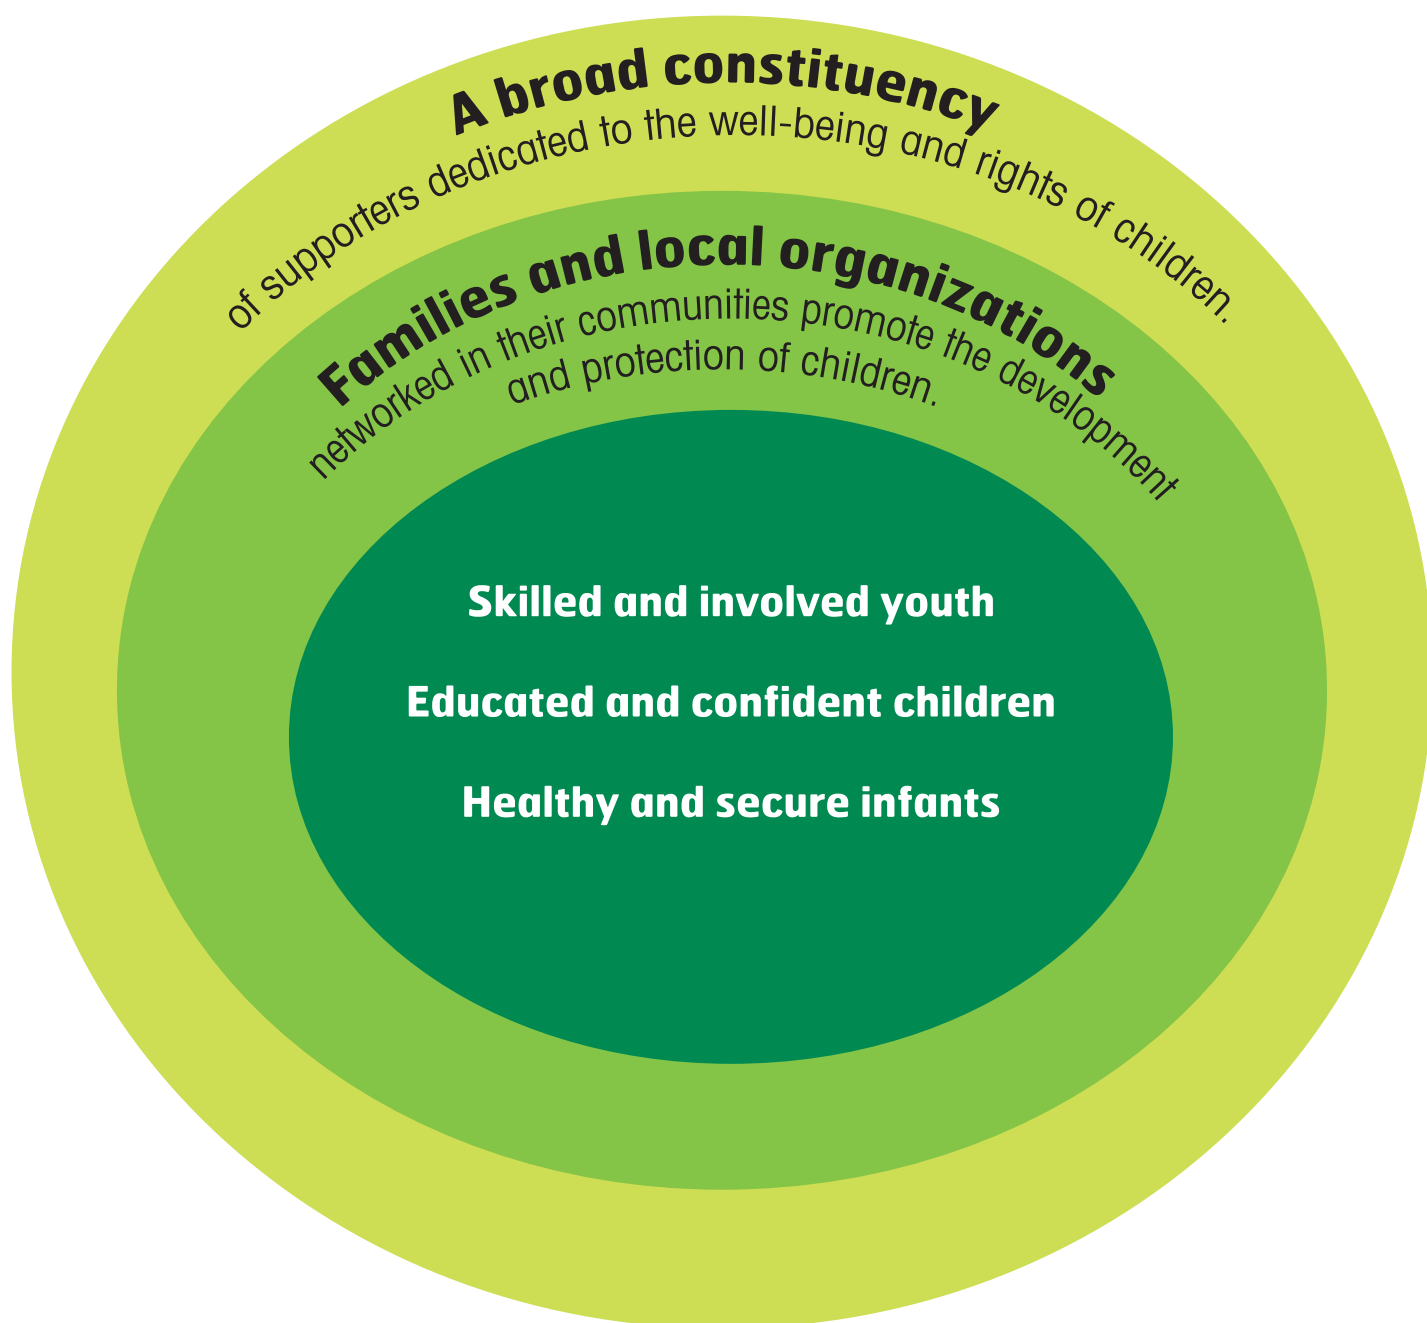 A broad constituency
of supporters dedicated to the well-being and rights of children.
Families and local organizations
networked in their communities promote the development
and protection of children.
Skilled and involved youth
Educated and confident children
Healthy and secure infants